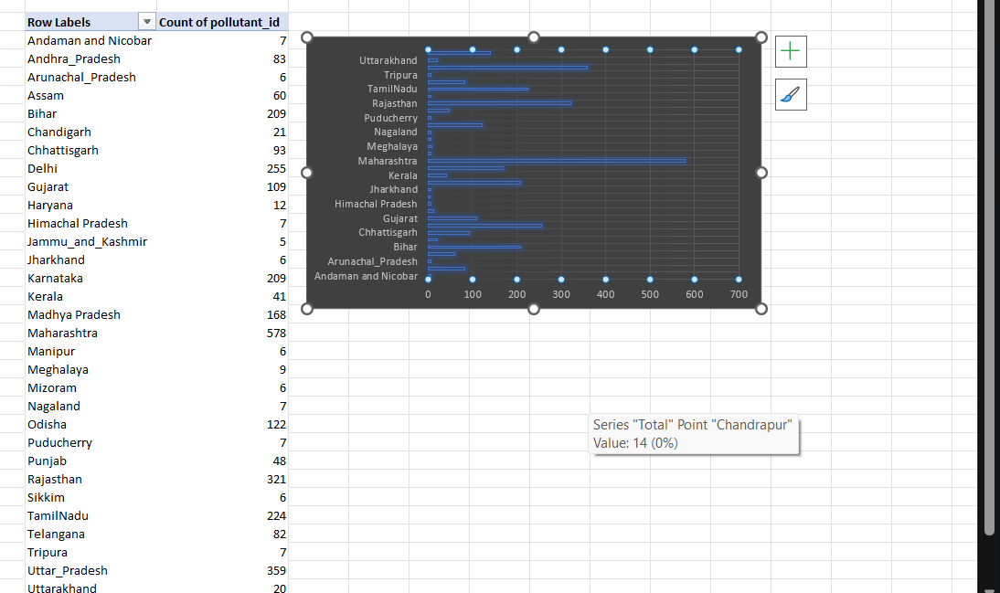 Row Labels Count of pollutant_id
Andaman and Nicobar 7
Andhra_Pradesh 83
Arunachal_Pradesh 6
Assam 60
Bihar 209
Chandigarh 21
Chhattisgarh 93
Delhi 255
Gujarat 109
Haryana 12
Himachal Pradesh 7
Jammu_and_Kashmir 5
Jharkhand 6
Karnataka 209
Kerala 41
Madhya Pradesh 168
Maharashtra 578
Manipur 6
Meghalaya 9
Mizoram 6
Nagaland 7
Odisha 122
Puducherry 7
Punjab 48
Rajasthan 321
Sikkim 6
TamilNadu 224
Telangana 82
Tripura 7
Uttar_Pradesh 359
Uttarakhand 20
Uttarakhand
Tripura
TamilNadu
Rajasthan
Puducherry
Nagaland
Meghalaya
Maharashtra
Kerala
Jharkhand
Himachal Pradesh
Gujarat
Chhattisgarh
Bihar
Arunachal_Pradesh
Andaman and Nicobar
0 100 200 300 400 500 600 700
Series "Total" Point "Chandrapur"
Value: 14 (0%)